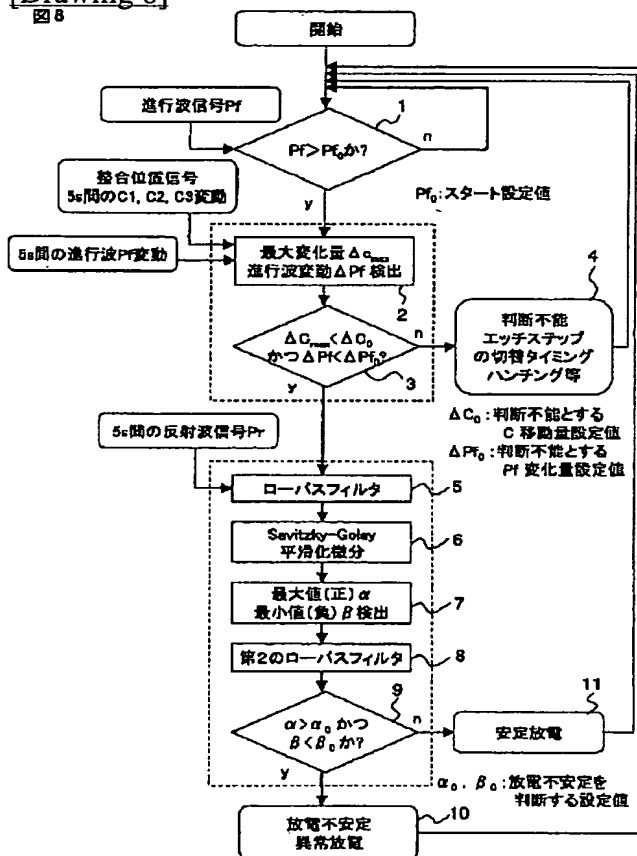 [Drawing 8]
図8
開始
進行波信号Pf
1
Pf>Pf₀か?
n
整合位置信号
5s間のC1, C2, C3変動
y
Pf₀:スタート設定値
5s間の進行波Pf変動
最大変化量ΔCmax
進行波変動ΔPf 検出
2
4
ΔCmax<ΔC₀
かつΔPf<ΔPf₀?
n
判断不能
エッチステップ
の切替タイミング
ハンチング等
3
y
5s間の反射波信号Pr
ΔC₀:判断不能とする
C 移動量設定値
ΔPf₀:判断不能とする
Pf 変化量設定値
ローパスフィルタ
5
Savitzky-Golay
平滑化微分
6
最大値(正)α
最小値(負)β検出
7
第2のローパスフィルタ
8
9
11
α>α₀かつ
β<β₀か?
n
安定放電
y
α₀, β₀:放電不安定を
判断する設定値
10
放電不安定
異常放電